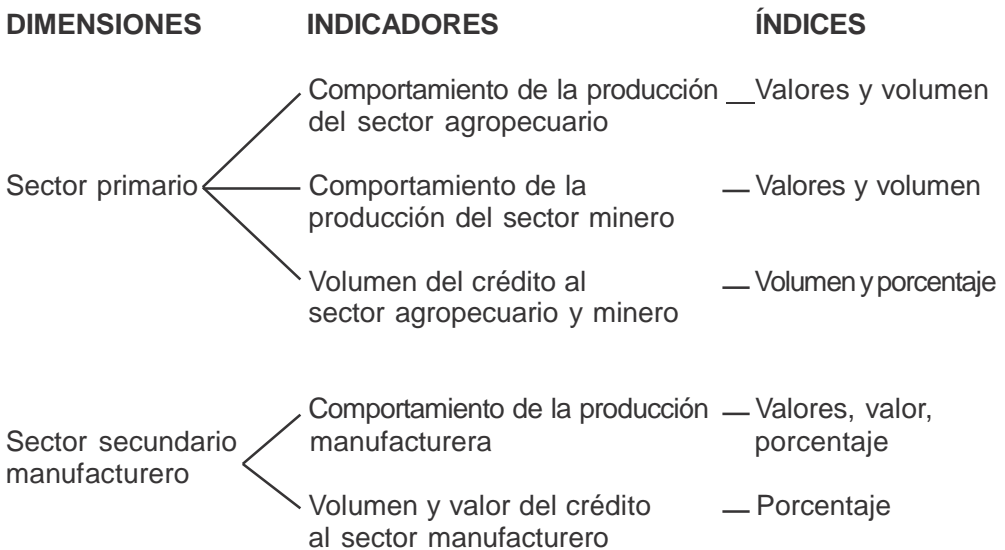 DIMENSIONES INDICADORES ÍNDICES
Comportamiento de la producción Valores y volumen
del sector agropecuario
Sector primario Comportamiento de la Valores y volumen
producción del sector minero
Volumen del crédito al Volumen y porcentaje
sector agropecuario y minero
Comportamiento de la producción Valores, valor,
Sector secundario manufacturera porcentaje
manufacturero
Volumen y valor del crédito Porcentaje
al sector manufacturero